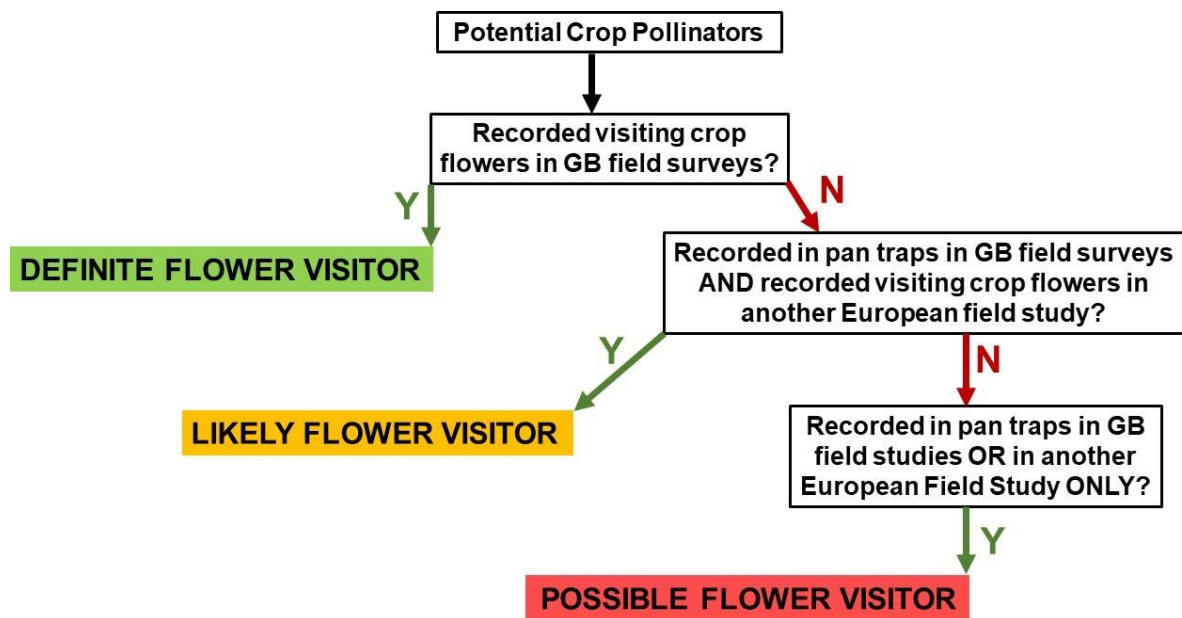 Potential Crop Pollinators
Recorded visiting crop
flowers in GB field surveys?
Y
N
DEFINITE FLOWER VISITOR
Recorded in pan traps in GB field surveys
AND recorded visiting crop flowers in
another European field study?
Y
N
LIKELY FLOWER VISITOR
Recorded in pan traps in GB
field studies OR in another
European Field Study ONLY?
Y
POSSIBLE FLOWER VISITOR